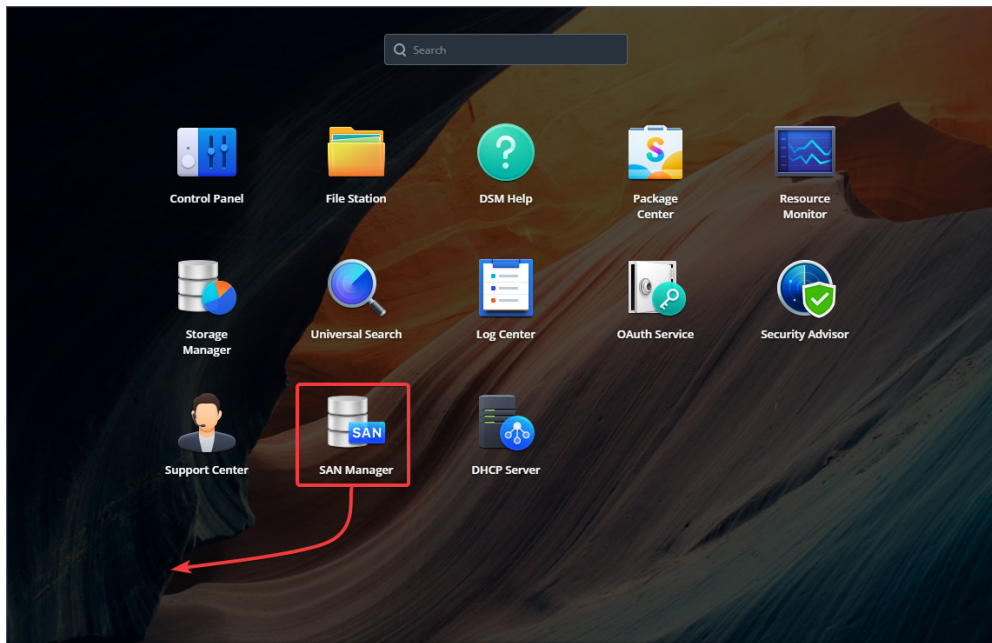 Search
Control Panel
File Station
DSM Help
Package
Center
Resource
Monitor
Storage
Manager
Universal Search
Log Center
OAuth Service
Security Advisor
Support Center
SAN
SAN Manager
DHCP Server